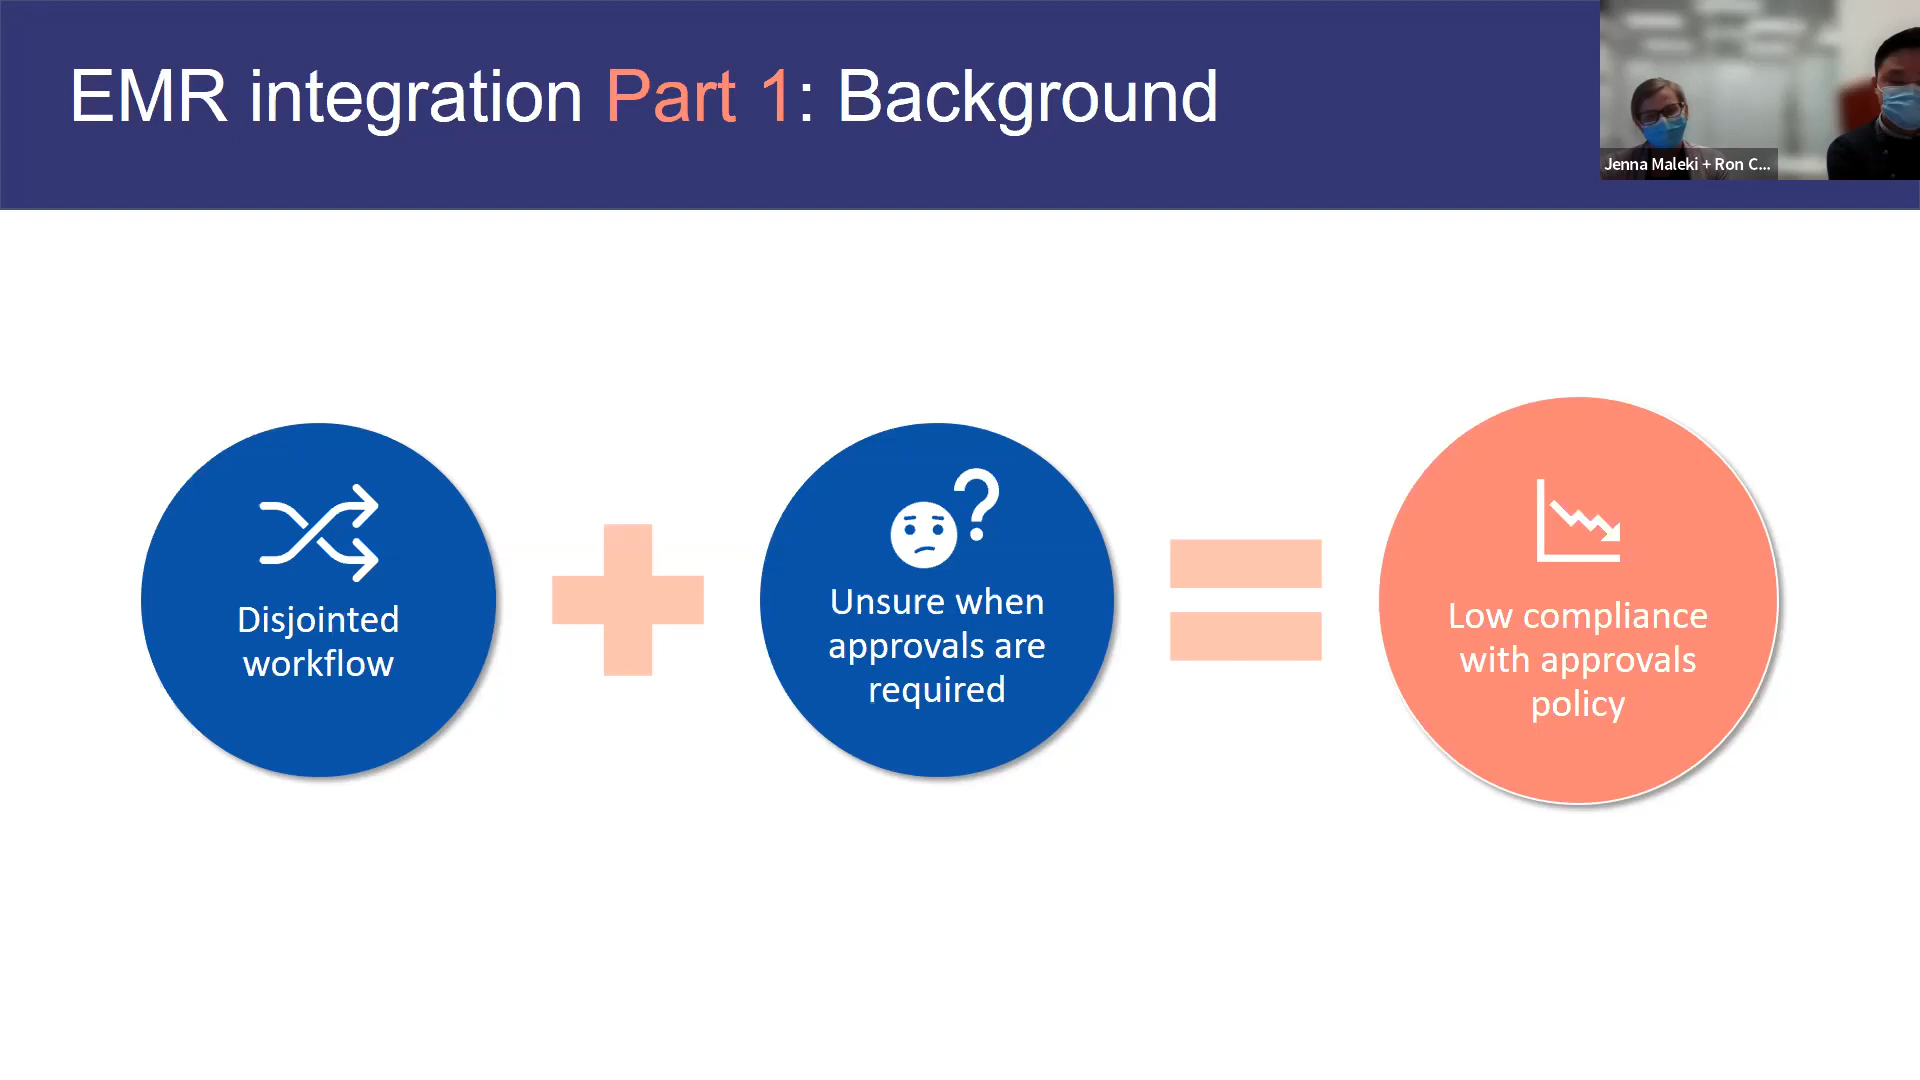 EMR integration Part 1: Background
Jenna Maleki + Ron C...
Disjointed
workflow
Unsure when
approvals are
required
Low compliance
with approvals
policy